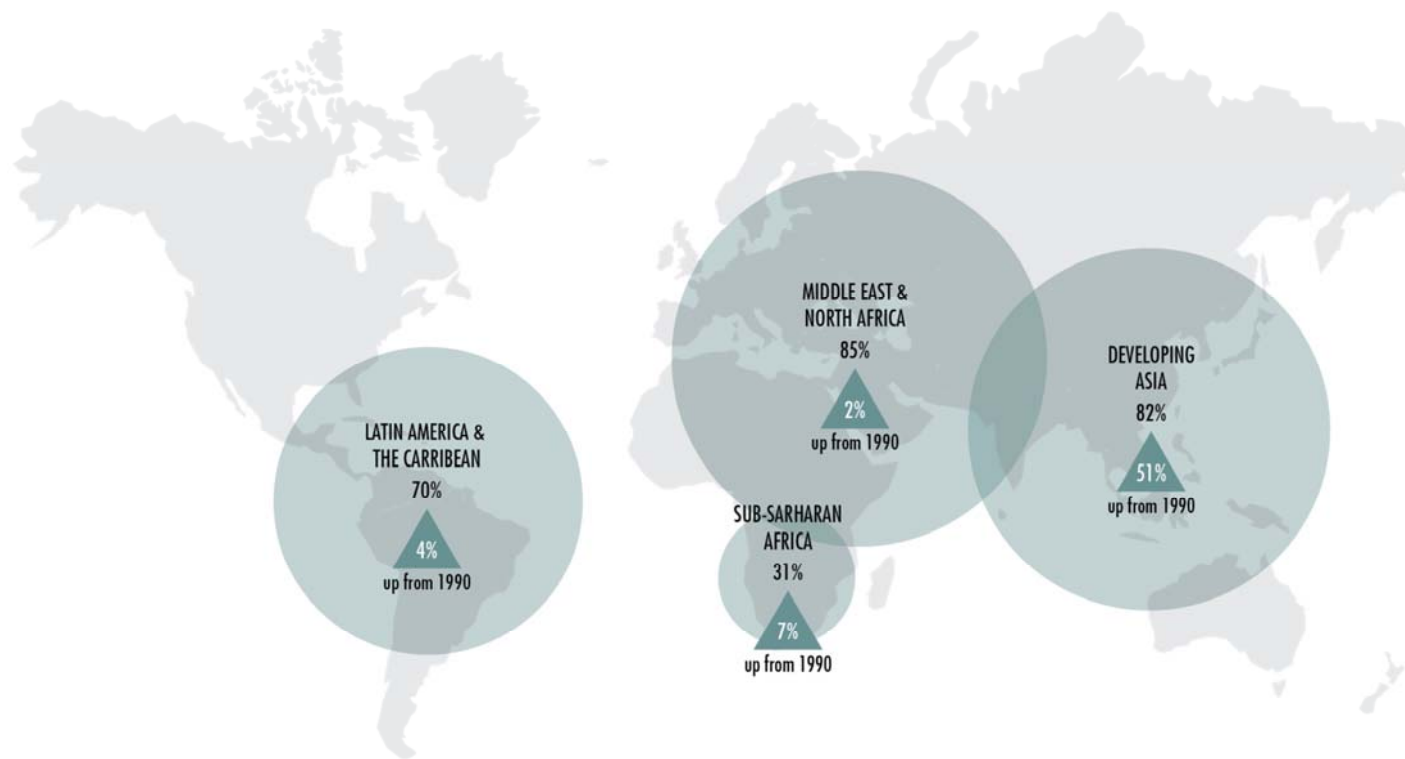 MIDDLE EAST &
NORTH AFRICA
85%
2%
up from 1990
DEVELOPING
ASIA
82%
51%
up from 1990
LATIN AMERICA &
THE CARRIBEAN
70%
4%
up from 1990
SUB-SARHARAN
AFRICA
31%
7%
up from 1990